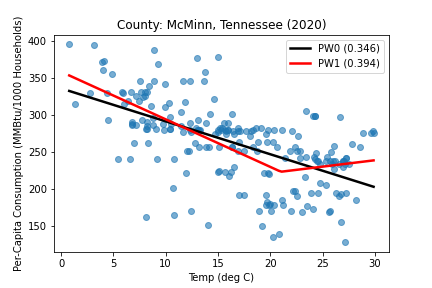 County: McMinn, Tennessee (2020)
Per-Capita Consumption (MMBtu/1000 Households)
400
350
300
250
200
150
PW0 (0.346)
PW1 (0.394)
0 5 10 15 20 25 30
Temp (deg C)